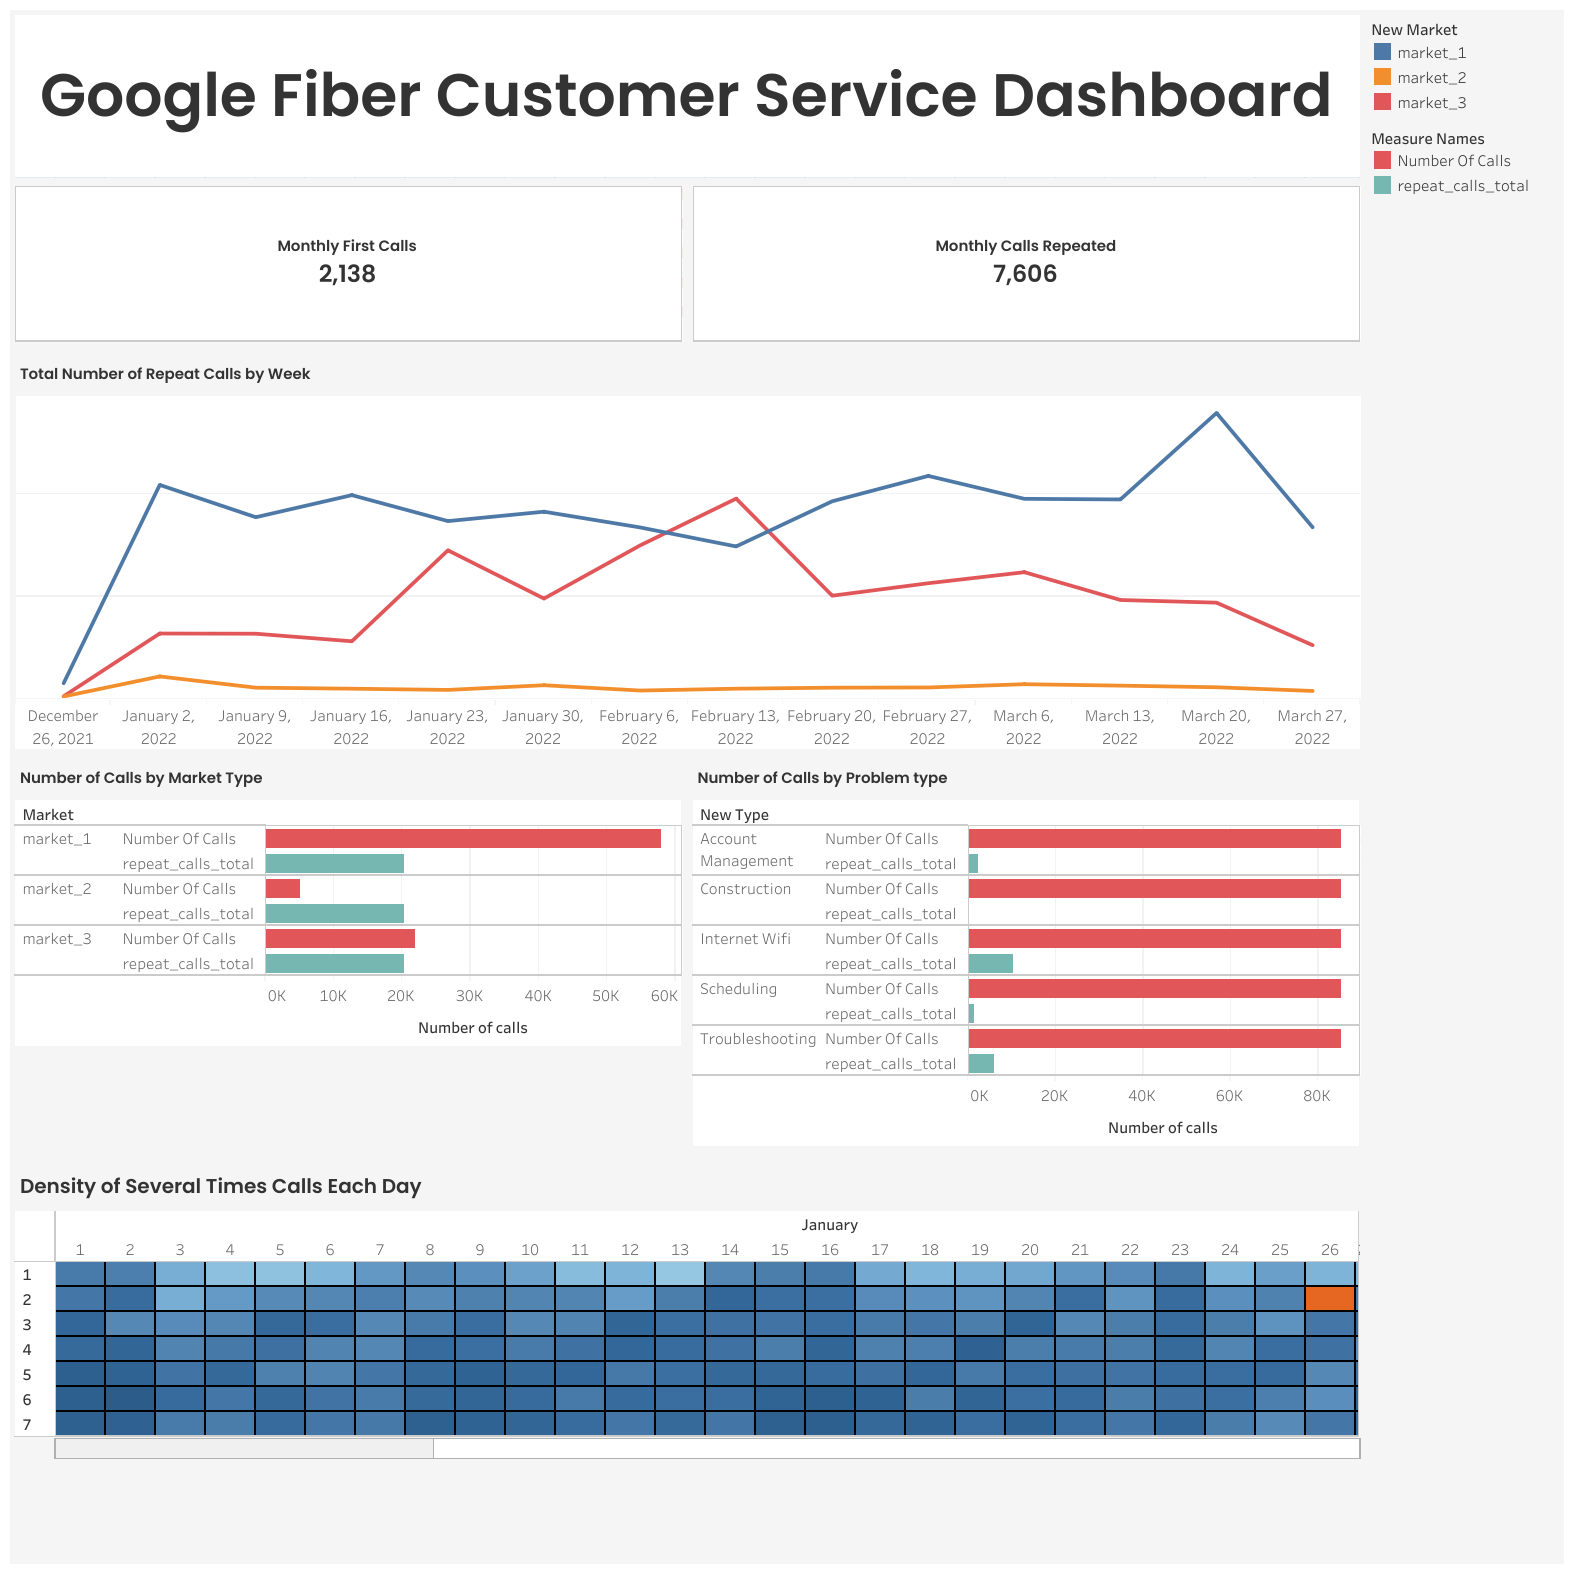 Google Fiber Customer Service Dashboard
New Market
market_1
market_2
market_3
Measure Names
Number Of Calls
repeat_calls_total
Monthly First Calls
2,138
Monthly Calls Repeated
7,606
Total Number of Repeat Calls by Week
December 26, 2021
January 2, 2022
January 9, 2022
January 16, 2022
January 23, 2022
January 30, 2022
February 6, 2022
February 13, 2022
February 20, 2022
February 27, 2022
March 6, 2022
March 13, 2022
March 20, 2022
March 27, 2022
Number of Calls by Market Type
Market
market_1 Number Of Calls
repeat_calls_total
market_2 Number Of Calls
repeat_calls_total
market_3 Number Of Calls
repeat_calls_total
0K 10K 20K 30K 40K 50K 60K
Number of calls
Number of Calls by Problem type
New Type
Account Management Number Of Calls
repeat_calls_total
Construction Number Of Calls
repeat_calls_total
Internet Wifi Number Of Calls
repeat_calls_total
Scheduling Number Of Calls
repeat_calls_total
Troubleshooting Number Of Calls
repeat_calls_total
0K 20K 40K 60K 80K
Number of calls
Density of Several Times Calls Each Day
January
1 2 3 4 5 6 7 8 9 10 11 12 13 14 15 16 17 18 19 20 21 22 23 24 25 26
1
2
3
4
5
6
7